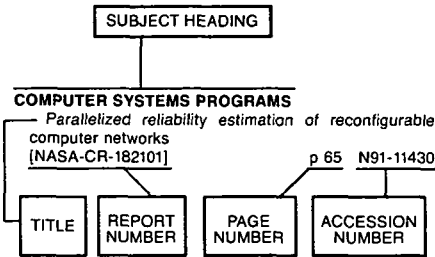 SUBJECT HEADING
COMPUTER SYSTEMS PROGRAMS
Parallelized reliability estimation of reconfigurable
computer networks
[NASA-CR-182101] p 65 N91-11430
TITLE REPORT NUMBER PAGE NUMBER ACCESSION NUMBER